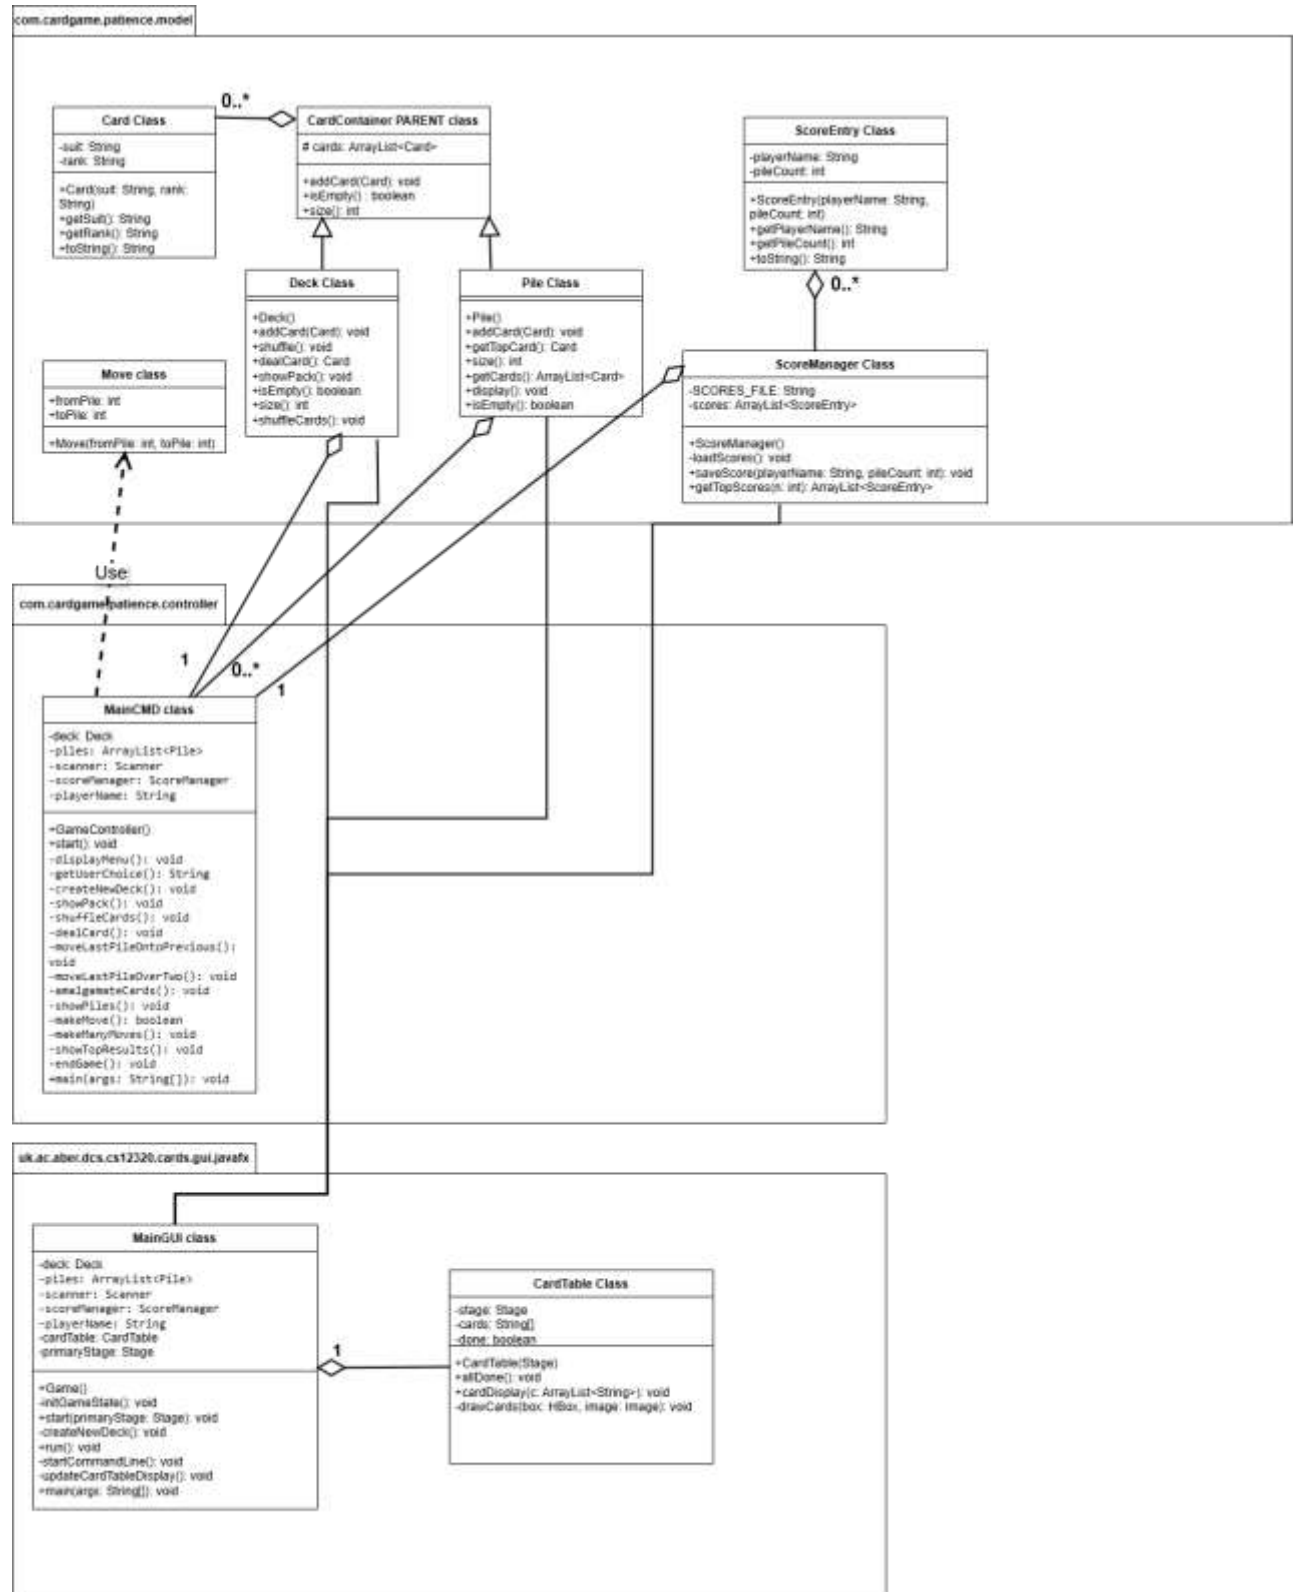 com.cardgame.patience.model
0..*
Card Class
-suit: String
-rank: String
+Card(suit: String, rank:
String)
+getSuit(): String
+getRank(): String
+toString(): String
CardContainer PARENT class
# cards: ArrayList<Card>
+addCard(Card): void
+isEmpty() : boolean
+size(): int
ScoreEntry Class
-playerName: String
-pileCount: int
+ScoreEntry(playerName: String,
pileCount: int)
+getPlayerName(): String
+getPileCount(): int
+toString(): String
0..*
Deck Class
+Deck()
+addCard(Card): void
+shuffle(): void
+dealCard(): Card
+showPack(): void
+isEmpty(): boolean
+size(): int
+shuffleCards(): void
Pile Class
+Pile()
+addCard(Card): void
+getTopCard(): Card
+size(): int
+getCards(): ArrayList<Card>
+display(): void
+isEmpty(): boolean
ScoreManager Class
-SCORES_FILE: String
-scores: ArrayList<ScoreEntry>
+ScoreManager()
-loadScores(): void
+saveScore(playerName: String, pileCount: int): void
+getTopScores(n: int): ArrayList<ScoreEntry>
Move class
+fromPile: int
+toPile: int
+Move(fromPile: int, toPile: int)
Use
com.cardgame.patience.controller
1
0..*
1
MainCMD class
-deck: Deck
-piles: ArrayList<Pile>
-scanner: Scanner
-scoreManager: ScoreManager
-playerName: String
+GameController()
+start(): void
-displayMenu(): void
-getUserChoice(): String
-createNewDeck(): void
-showPack(): void
-shuffleCards(): void
-dealCard(): void
-moveLastPileOntoPrevious():
void
-moveLastPileOverTwo(): void
-amalgamateCards(): void
-showPiles(): void
-makeMove(): boolean
-makeManyMoves(): void
-showTopResults(): void
-endGame(): void
+main(args: String[]): void
uk.ac.aber.dcs.cs12320.cards.gui.javafx
MainGUI class
-deck: Deck
-piles: ArrayList<Pile>
-scanner: Scanner
-scoreManager: ScoreManager
-playerName: String
-cardTable: CardTable
-primaryStage: Stage
+Game()
-initGameState(): void
+start(primaryStage: Stage): void
-createNewDeck(): void
+run(): void
-startCommandLine(): void
-updateCardTableDisplay(): void
+main(args: String[]): void
1
CardTable Class
-stage: Stage
-cards: String[]
-done: boolean
+CardTable(Stage)
+allDone(): void
+cardDisplay(c: ArrayList<String>): void
-drawCards(box: HBox, image: Image): void